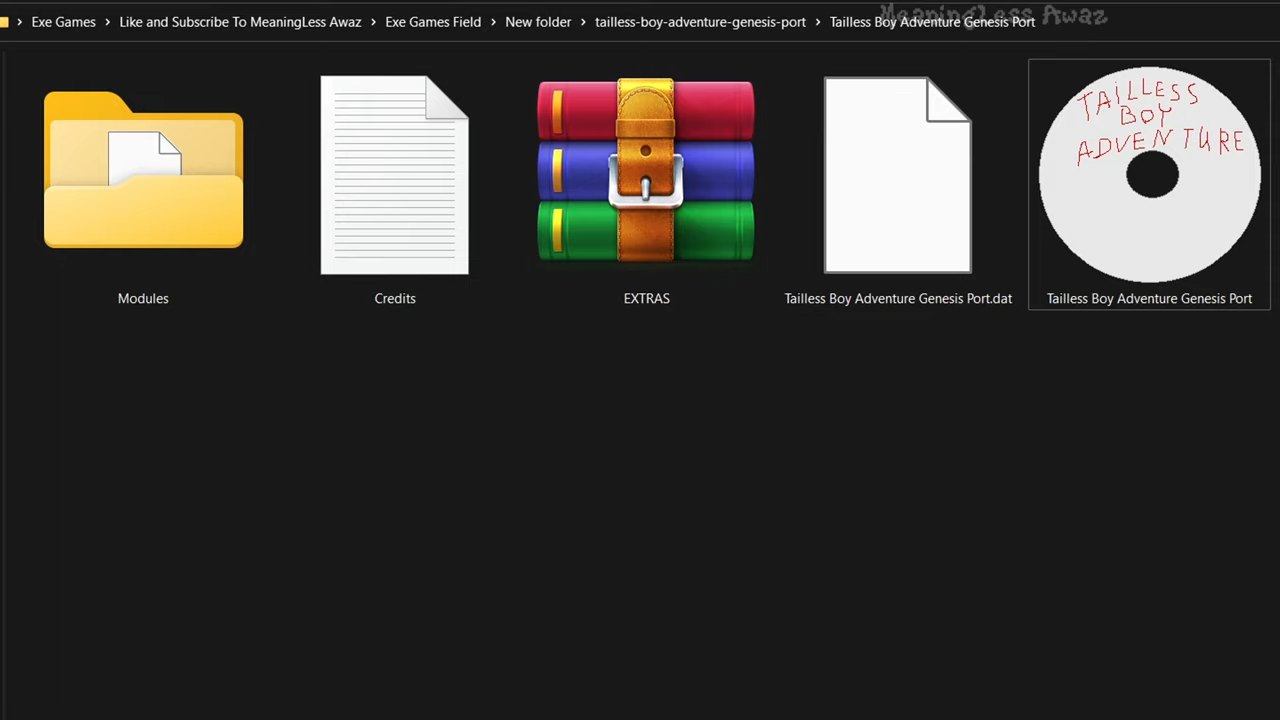 Exe Games › Like and Subscribe To MeaningLess Awaz › Exe Games Field › New folder › tailless-boy-adventure-genesis-port › Tailless Boy Adventure Genesis Port
MeaningLess Awaz
TAILLESS
BOY
ADVENTURE
Modules
Credits
EXTRAS
Tailless Boy Adventure Genesis Port.dat
Tailless Boy Adventure Genesis Port